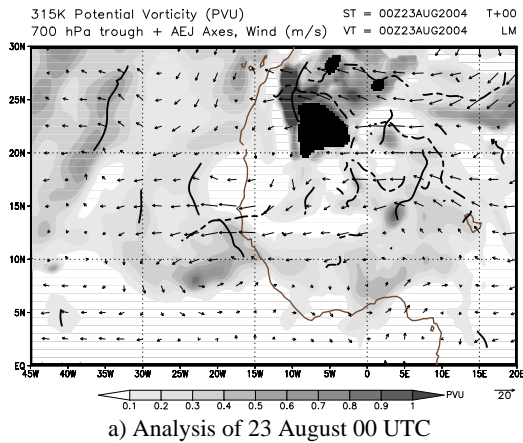 315K Potential Vorticity (PVU) ST = 00Z23AUG2004 T+00
700 hPa trough + AEJ Axes, Wind (m/s) VT = 00Z23AUG2004 LM
30N
25N
20N
15N
10N
5N
EQ
45W 40W 35W 30W 25W 20W 15W 10W 5W 0 5E 10E 15E 20E
0.1 0.2 0.3 0.4 0.5 0.6 0.7 0.8 0.9 1 PVU 20
a) Analysis of 23 August 00 UTC